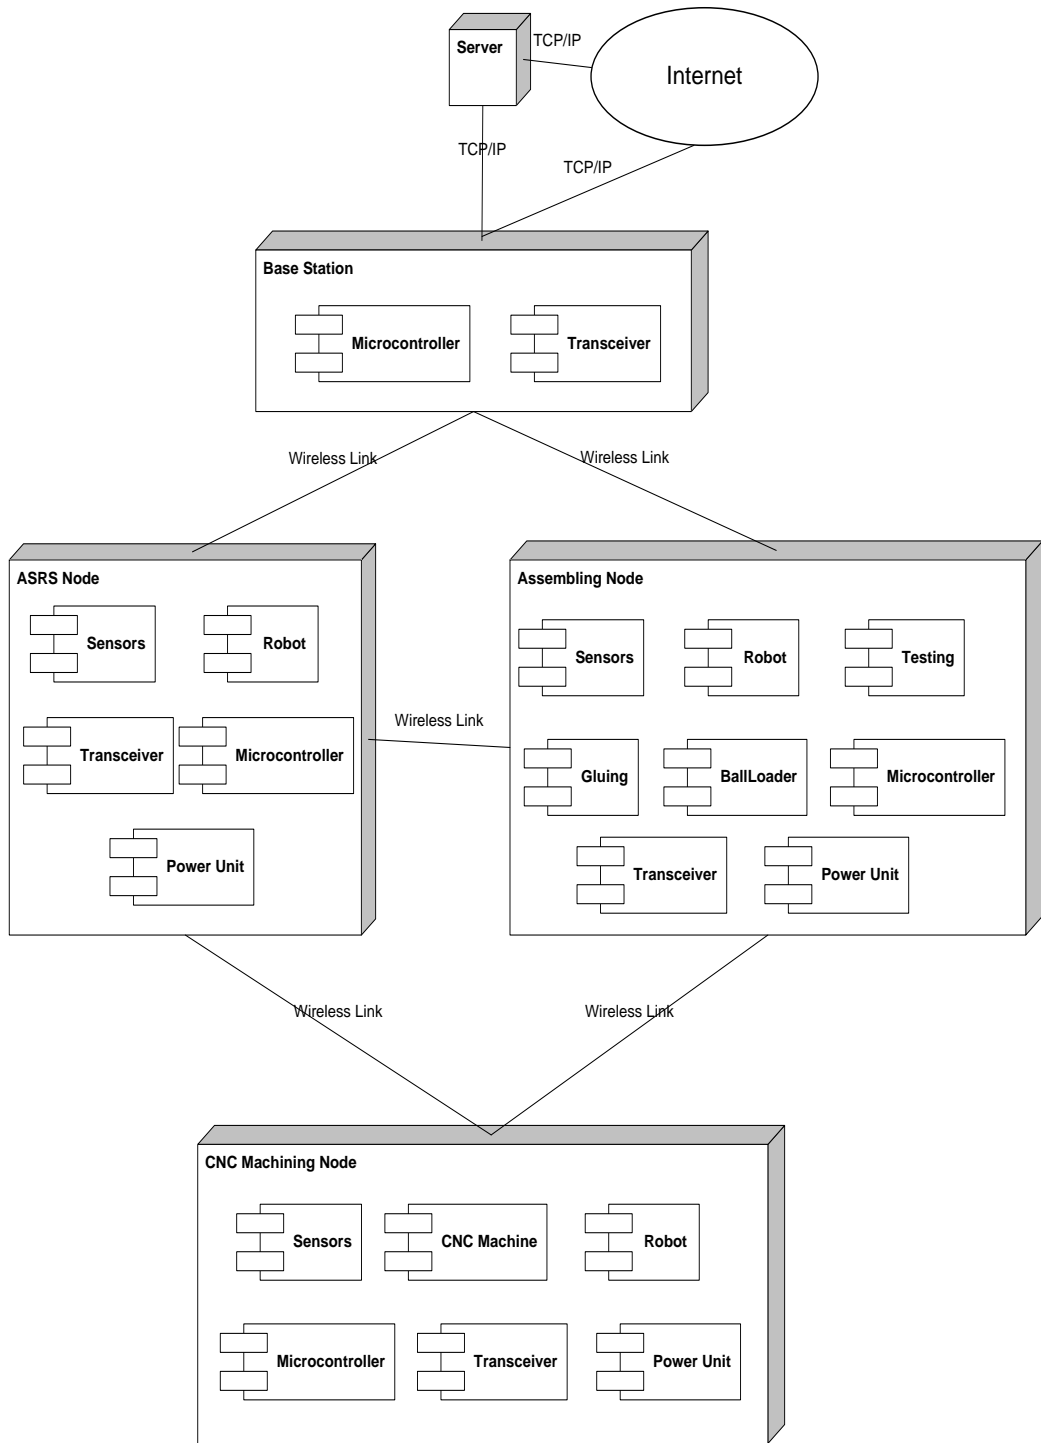 Server
TCP/IP
Internet
TCP/IP
TCP/IP
Base Station
Microcontroller
Transceiver
Wireless Link
Wireless Link
ASRS Node
Sensors
Robot
Transceiver
Microcontroller
Power Unit
Wireless Link
Assembling Node
Sensors
Robot
Testing
Gluing
BallLoader
Microcontroller
Transceiver
Power Unit
Wireless Link
Wireless Link
CNC Machining Node
Sensors
CNC Machine
Robot
Microcontroller
Transceiver
Power Unit